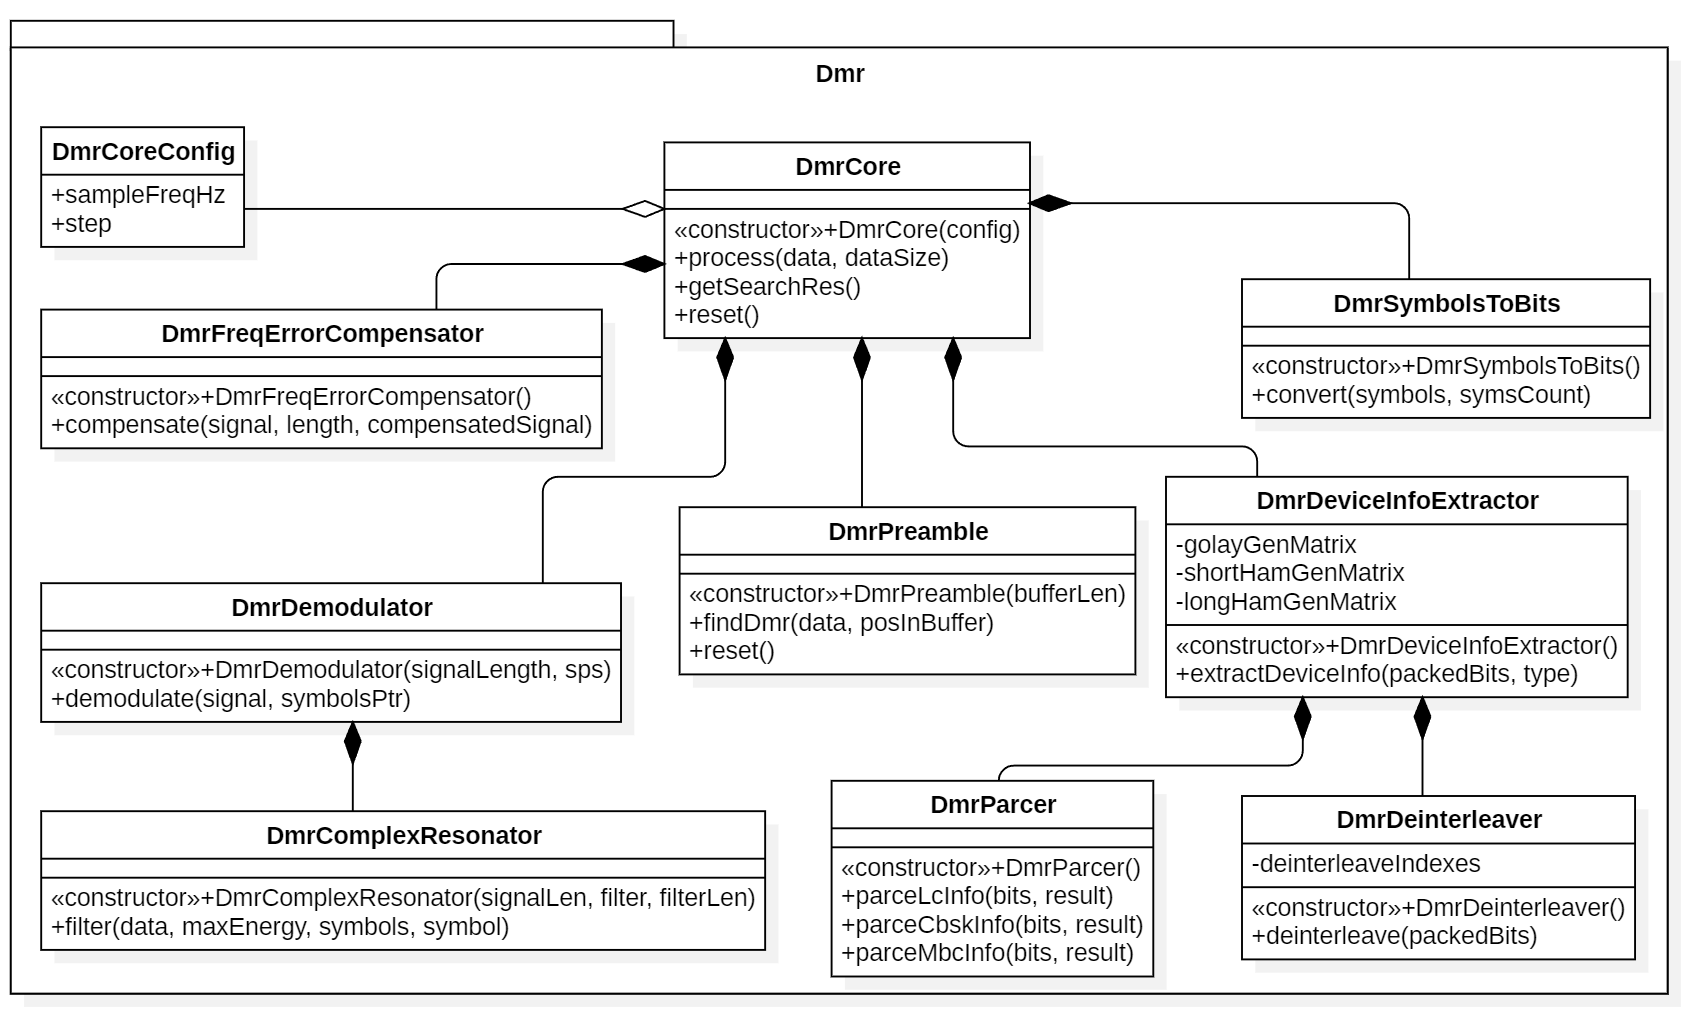 Dmr
DmrCoreConfig
+sampleFreqHz
+step
DmrCore
«constructor»+DmrCore(config)
+process(data, dataSize)
+getSearchRes()
+reset()
DmrFreqErrorCompensator
«constructor»+DmrFreqErrorCompensator()
+compensate(signal, length, compensatedSignal)
DmrSymbolsToBits
«constructor»+DmrSymbolsToBits()
+convert(symbols, symsCount)
DmrDemodulator
«constructor»+DmrDemodulator(signalLength, sps)
+demodulate(signal, symbolsPtr)
DmrPreamble
«constructor»+DmrPreamble(bufferLen)
+findDmr(data, posInBuffer)
+reset()
DmrDeviceInfoExtractor
-golayGenMatrix
-shortHamGenMatrix
-longHamGenMatrix
«constructor»+DmrDeviceInfoExtractor()
+extractDeviceInfo(packedBits, type)
DmrComplexResonator
«constructor»+DmrComplexResonator(signalLen, filter, filterLen)
+filter(data, maxEnergy, symbols, symbol)
DmrParcer
«constructor»+DmrParcer()
+parceLcInfo(bits, result)
+parceCbskInfo(bits, result)
+parceMbcInfo(bits, result)
DmrDeinterleaver
-deinterleaveIndexes
«constructor»+DmrDeinterleaver()
+deinterleave(packedBits)